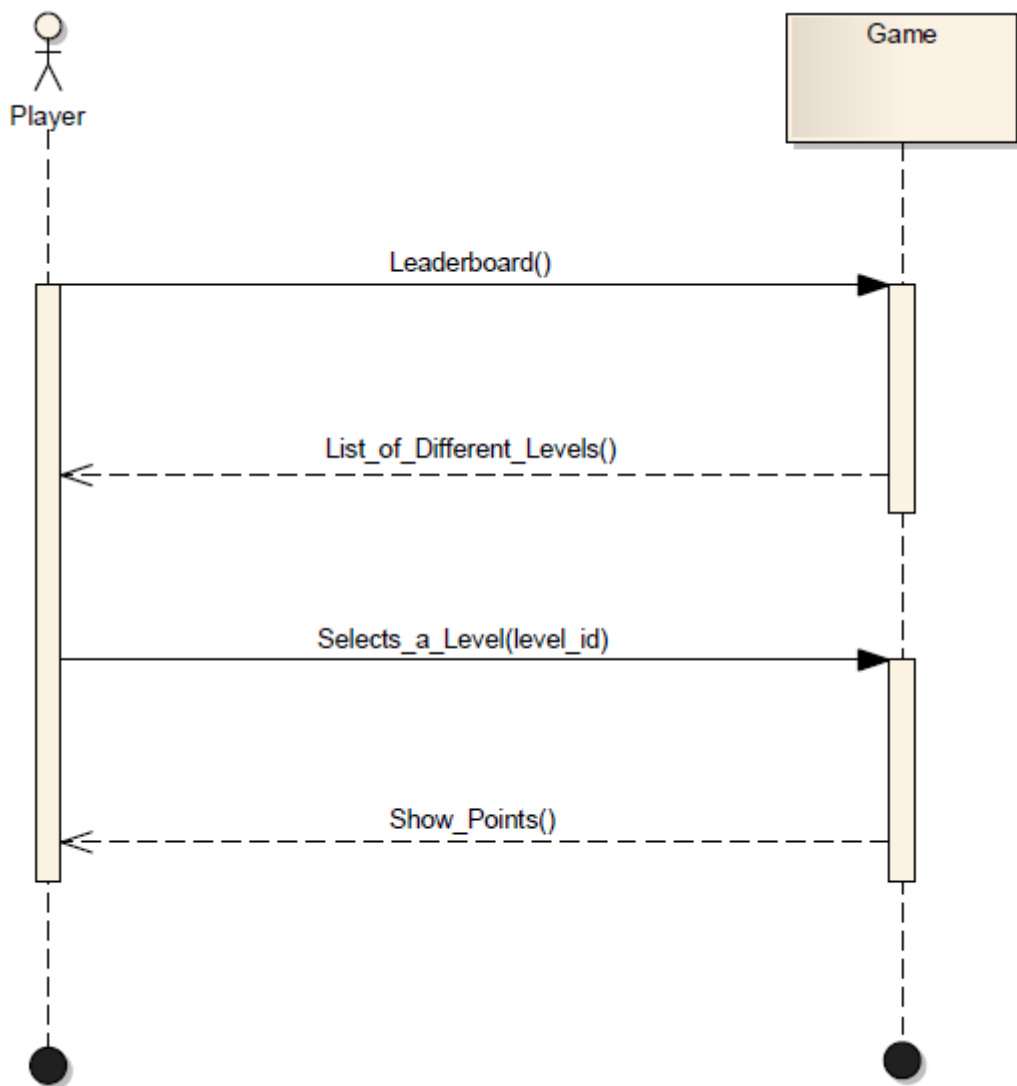 Game
Player
Leaderboard()
List_of_Different_Levels()
Selects_a_Level(level_id)
Show_Points()